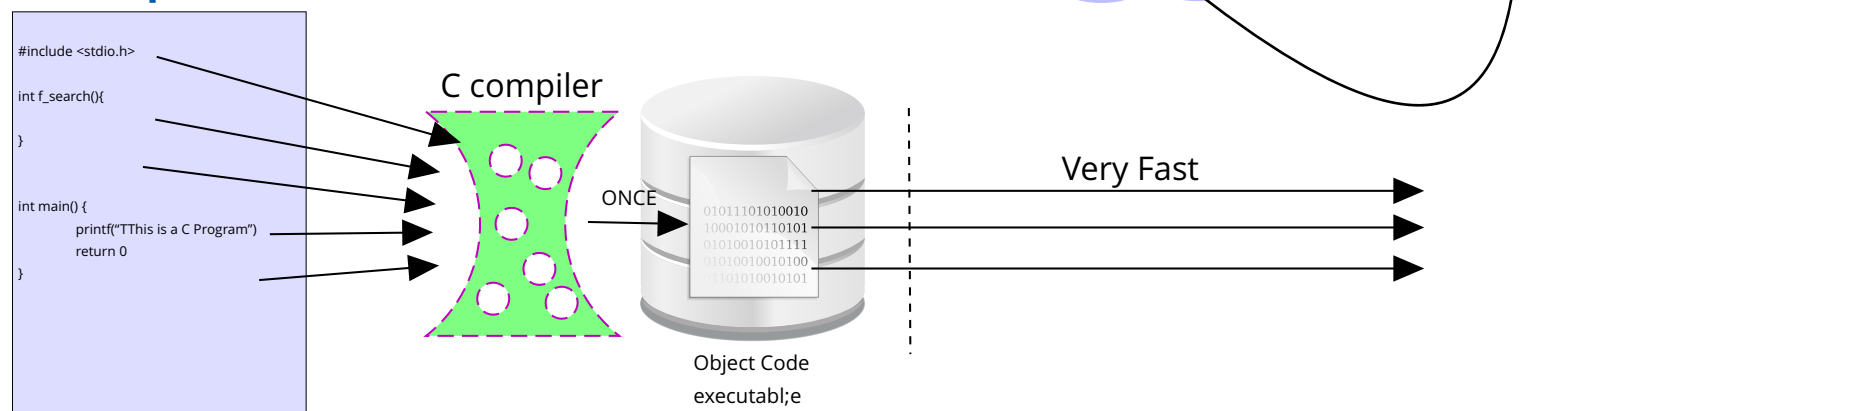 #include <stdio.h>
int f_search(){
}
int main() {
printf(“TThis is a C Program”)
return 0
}
C compiler
ONCE
01011101010010
10001010110101
01010010101111
01010010010100
01101010010101
Object Code
executabl;e
Very Fast